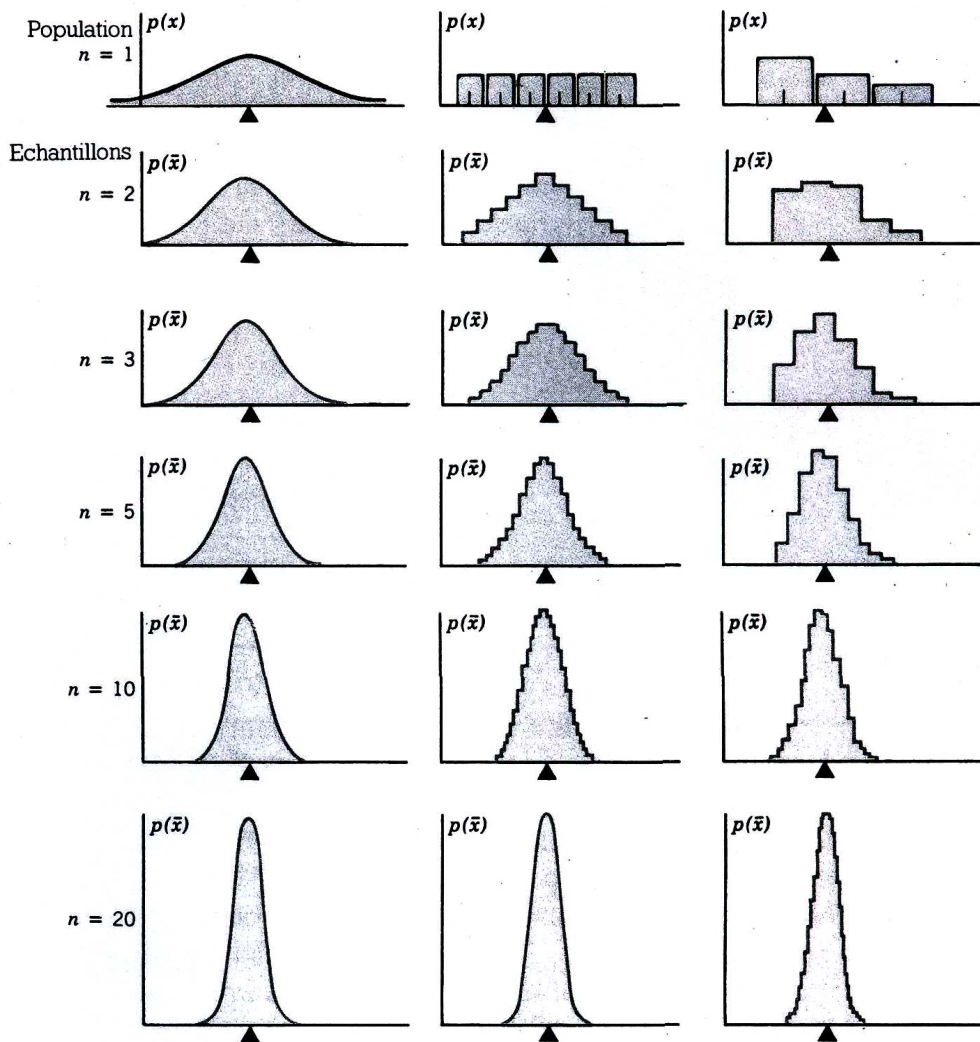 Population
n = 1
p(x)
p(x)
p(x)
Echantillons
n = 2
p(x̄)
p(x̄)
p(x̄)
n = 3
p(x̄)
p(x̄)
p(x̄)
n = 5
p(x̄)
p(x̄)
p(x̄)
n = 10
p(x̄)
p(x̄)
p(x̄)
n = 20
p(x̄)
p(x̄)
p(x̄)